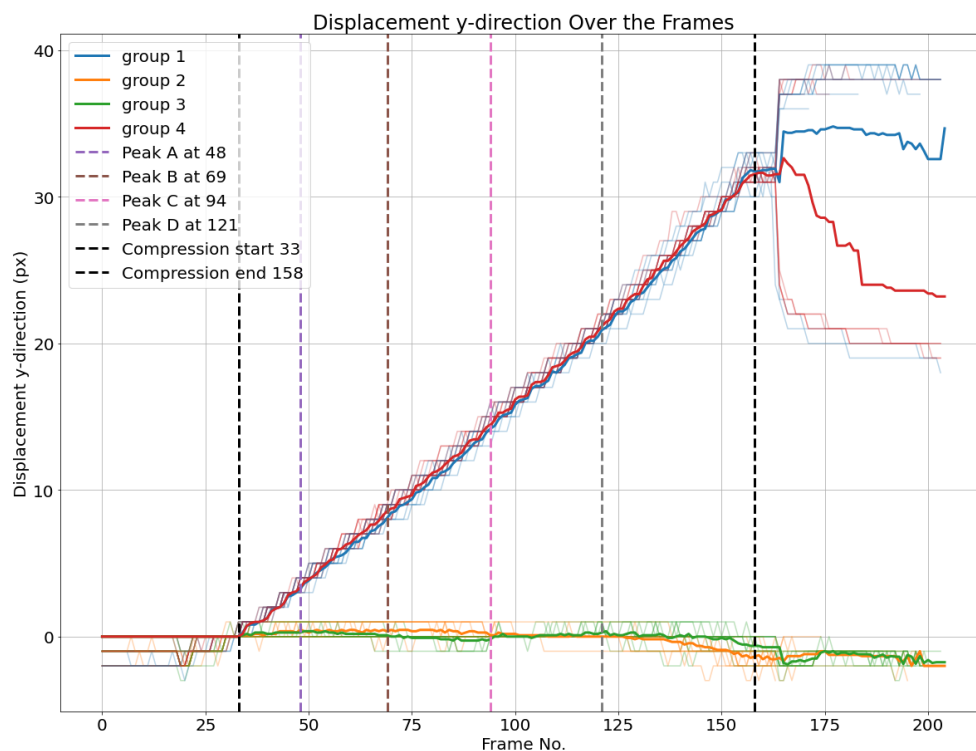 Displacement y-direction Over the Frames
40
30
20
10
0
Displacement y-direction (px)
group 1
group 2
group 3
group 4
Peak A at 48
Peak B at 69
Peak C at 94
Peak D at 121
Compression start 33
Compression end 158
0
25
50
75
100
125
150
175
200
Frame No.